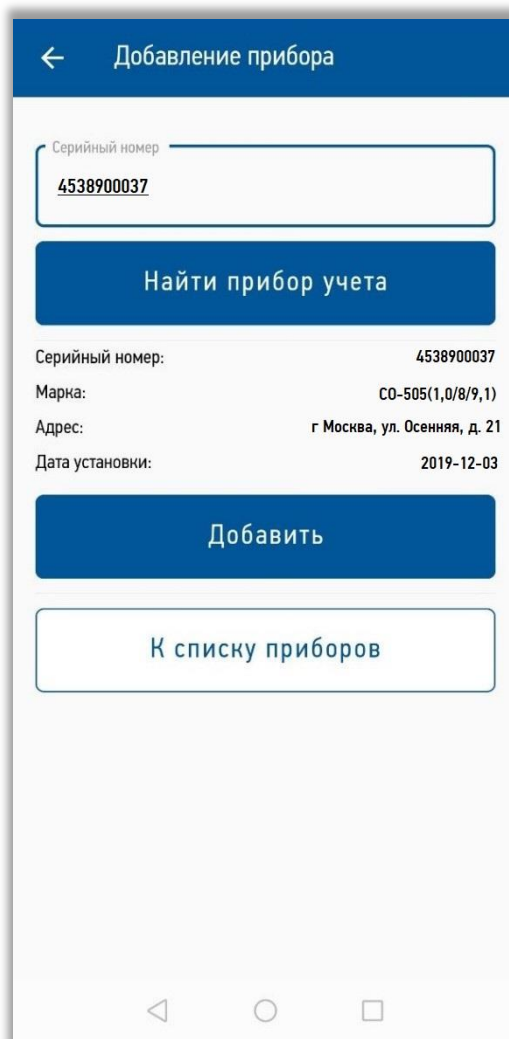 Добавление прибора
Серийный номер
4538900037
Найти прибор учета
Серийный номер: 4538900037
Марка: СО-505(1,0/8/9,1)
Адрес: г Москва, ул. Осенняя, д. 21
Дата установки: 2019-12-03
Добавить
К списку приборов